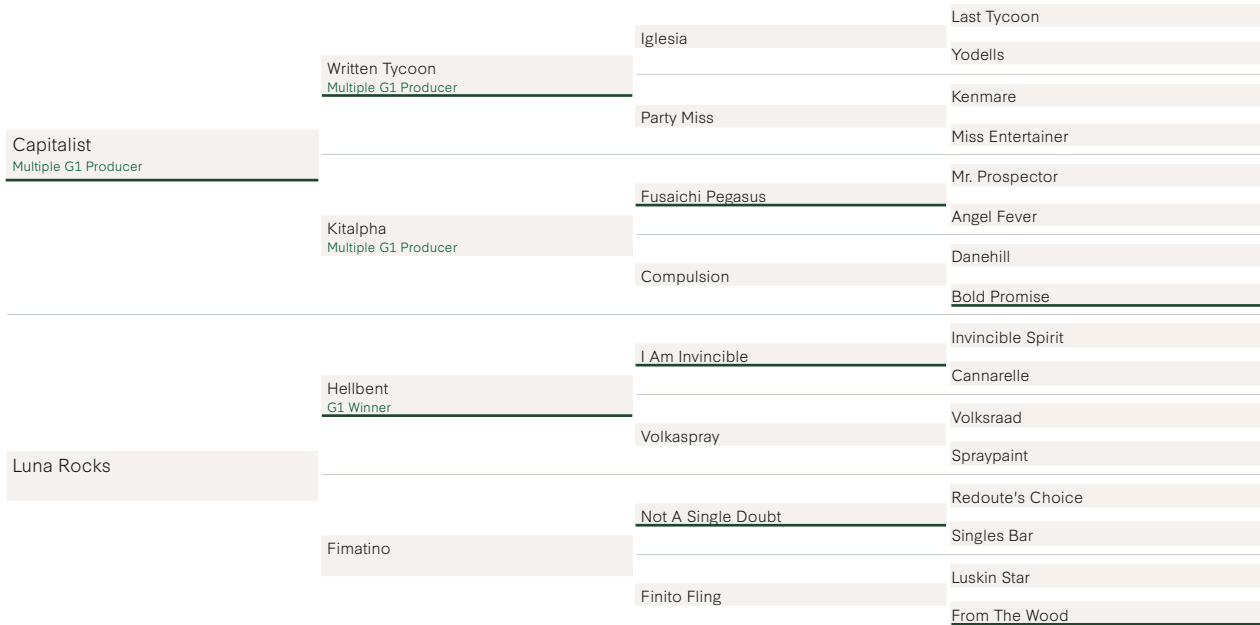 Capitalist
Multiple G1 Producer
Luna Rocks
Written Tycoon
Multiple G1 Producer
Kitalpha
Multiple G1 Producer
Hellbent
G1 Winner
Fimatino
Iglesia
Party Miss
Fusaichi Pegasus
Compulsion
I Am Invincible
Volkaspray
Not A Single Doubt
Finito Fling
Last Tycoon
Yodells
Kenmare
Miss Entertainer
Mr. Prospector
Angel Fever
Danehill
Bold Promise
Invincible Spirit
Cannarelle
Volksraad
Spraypaint
Redoute's Choice
Singles Bar
Luskin Star
From The Wood